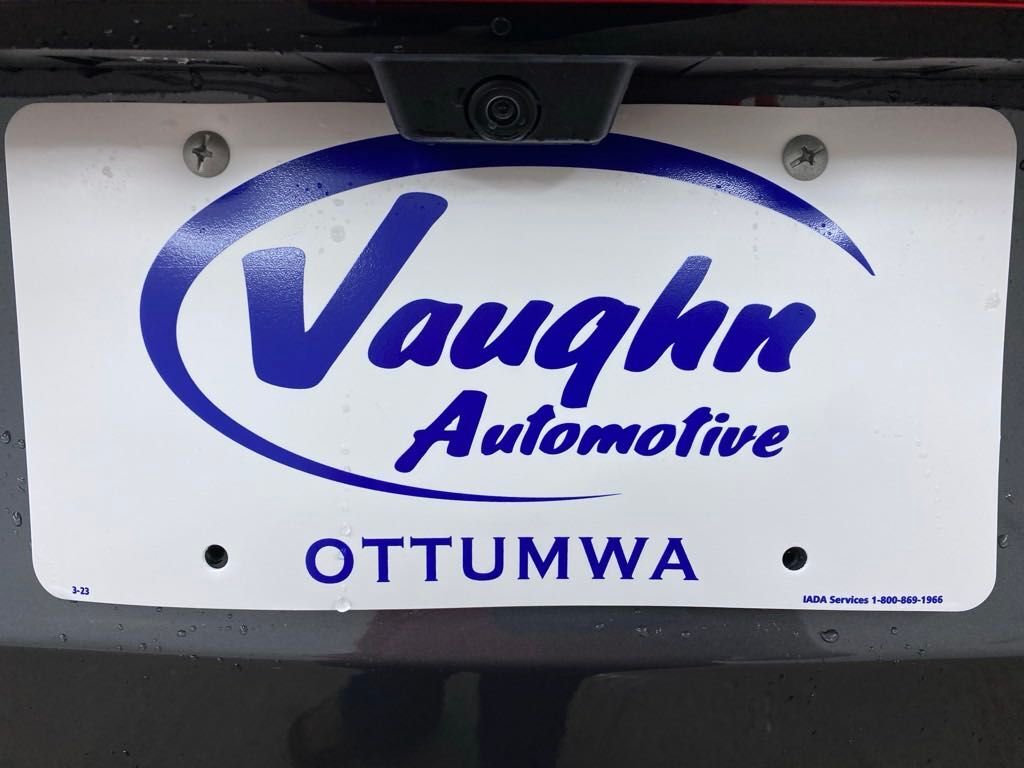 Vaughn
Automotive
OTTUMWA
3-23
IADA Services 1-800-869-1966